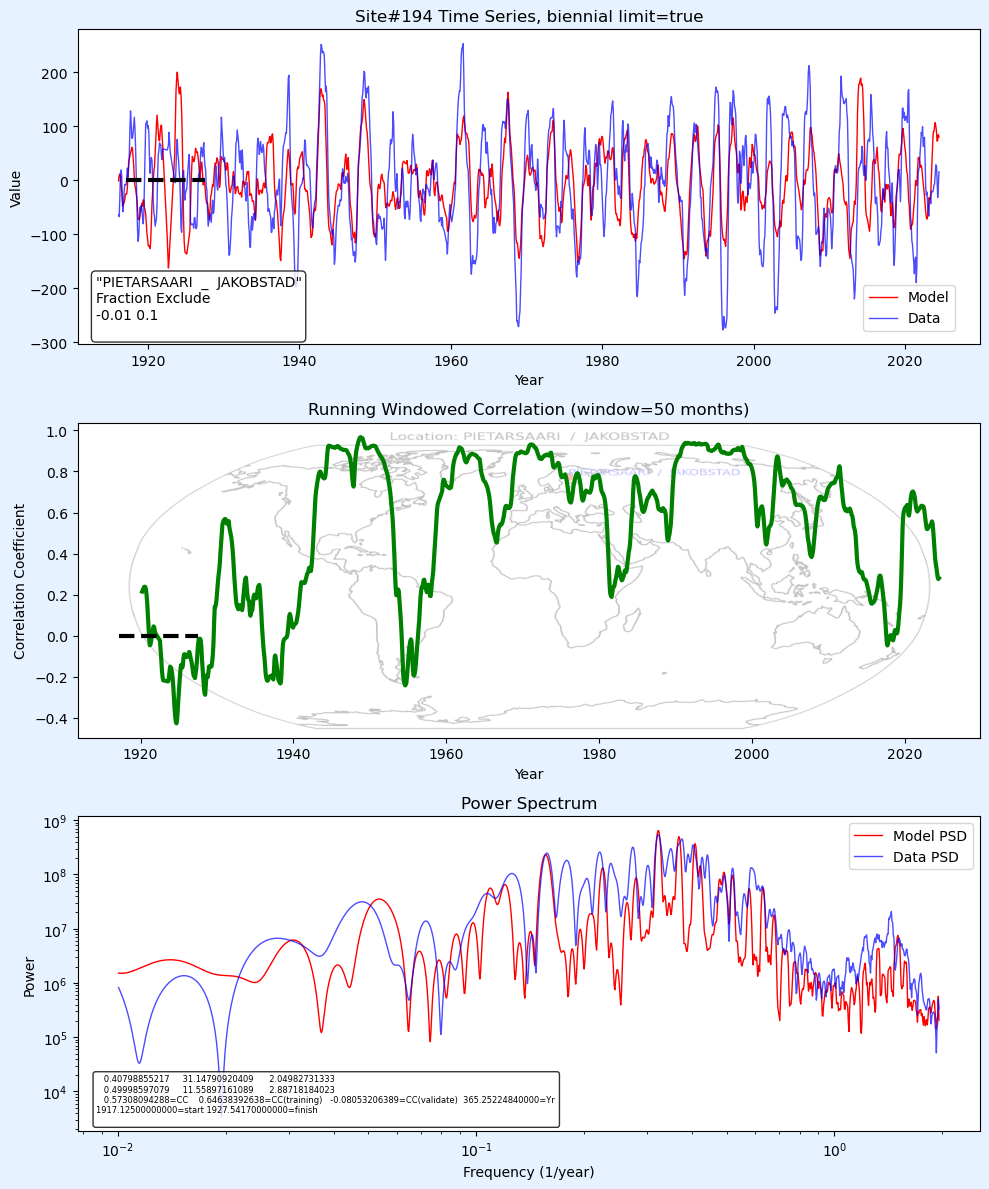 Site#194 Time Series, biennial limit=true
Value
200
100
0
−100
−200
−300
"PIETARSAARI _ JAKOBSTAD"
Fraction Exclude
-0.01 0.1
Model
Data
1920 1940 1960 1980 2000 2020
Year
Running Windowed Correlation (window=50 months)
Location: PIETARSAARI / JAKOBSTAD
/ JAKOBSTAD
Correlation Coefficient
1.0
0.8
0.6
0.4
0.2
0.0
−0.2
−0.4
1920 1940 1960 1980 2000 2020
Year
Power Spectrum
Power
10⁹
10⁸
10⁷
10⁶
10⁵
10⁴
Model PSD
Data PSD
0.40798855217 31.14790920409 2.04982731333
0.49998597079 11.55897161089 2.88718184023
0.57308094288=CC 0.64638392638=CC(training) -0.08053206389=CC(validate) 365.25224840000=Yr
1917.12500000000=start 1927.54170000000=finish
10⁻² 10⁻¹ 10⁰
Frequency (1/year)